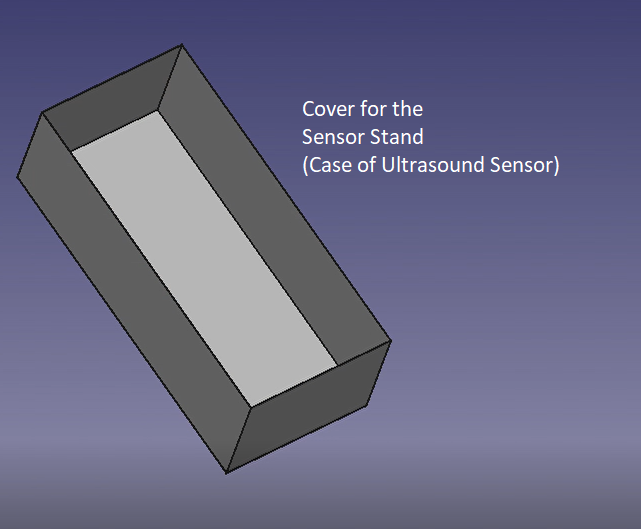 Cover for the
Sensor Stand
(Case of Ultrasound Sensor)